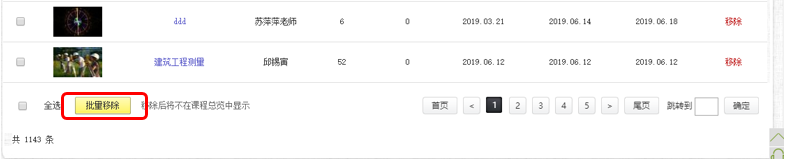 ddd 苏萍萍老师 6 0 2019.03.21 2019.06.14 2019.06.18 移除
建筑工程测量 邱锡寅 52 0 2019.06.12 2019.06.12 2019.06.12 移除
全选 批量移除 移除后将不在课程总览中显示 首页 < 1 2 3 4 5 > 尾页 跳转到 确定
共 1143 条